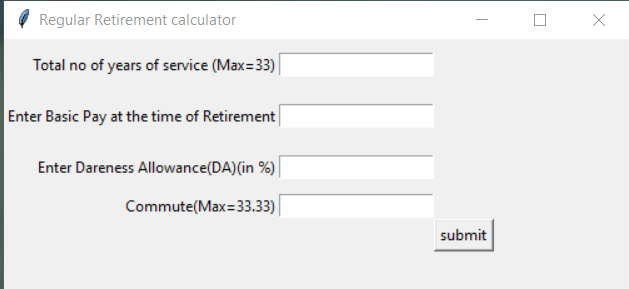 Regular Retirement calculator
Total no of years of service (Max=33)
Enter Basic Pay at the time of Retirement
Enter Dareness Allowance(DA)(in %)
Commute(Max=33.33)
submit